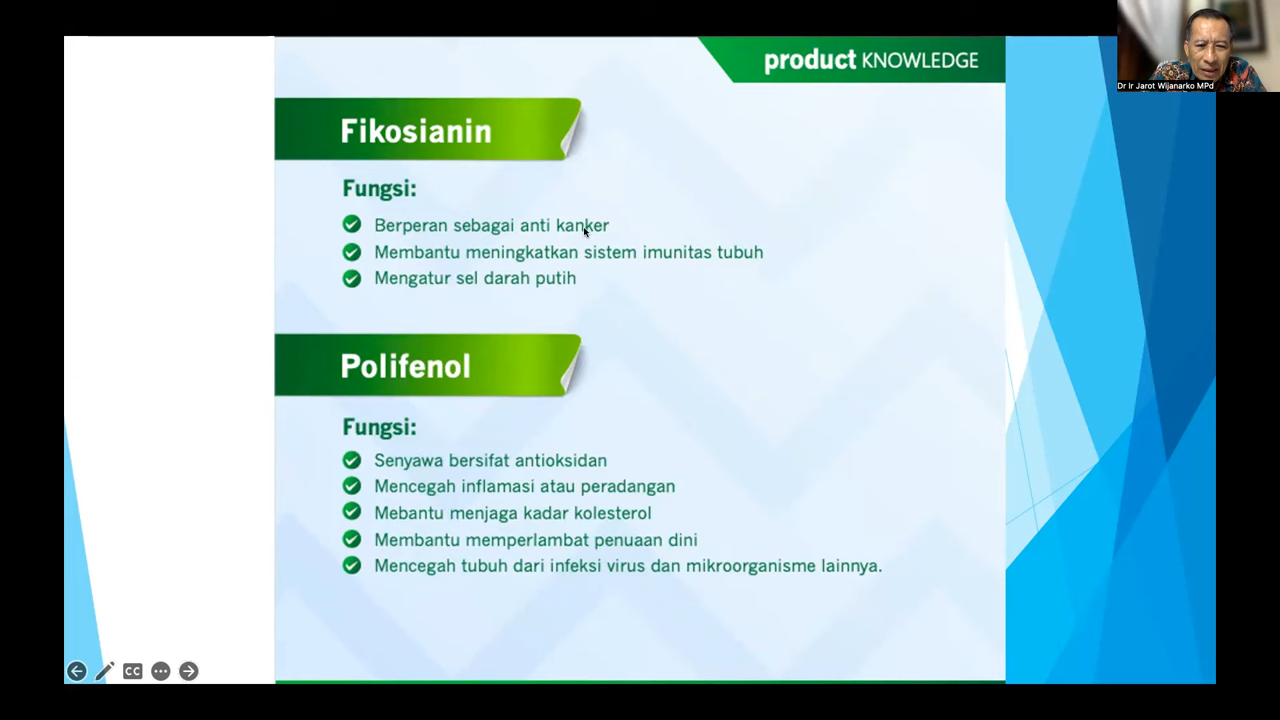 product KNOWLEDGE
Dr Ir Jarot Wijanarko MPd
Fikosianin
Fungsi:
Berperan sebagai anti kanker
Membantu meningkatkan sistem imunitas tubuh
Mengatur sel darah putih
Polifenol
Fungsi:
Senyawa bersifat antioksidan
Mencegah inflamasi atau peradangan
Mebantu menjaga kadar kolesterol
Membantu memperlambat penuaan dini
Mencegah tubuh dari infeksi virus dan mikroorganisme lainnya.
CC